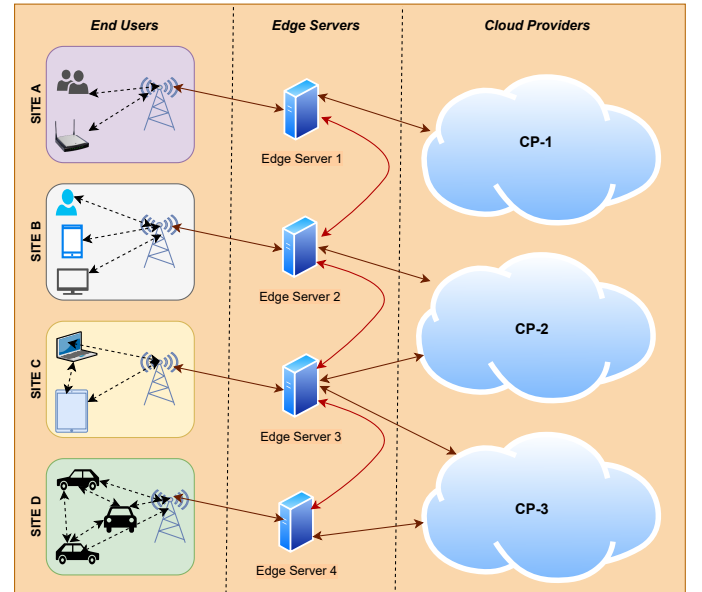 End Users
Edge Servers
Cloud Providers
SITE A
Edge Server 1
CP-1
SITE B
Edge Server 2
CP-2
SITE C
Edge Server 3
SITE D
CP-3
Edge Server 4